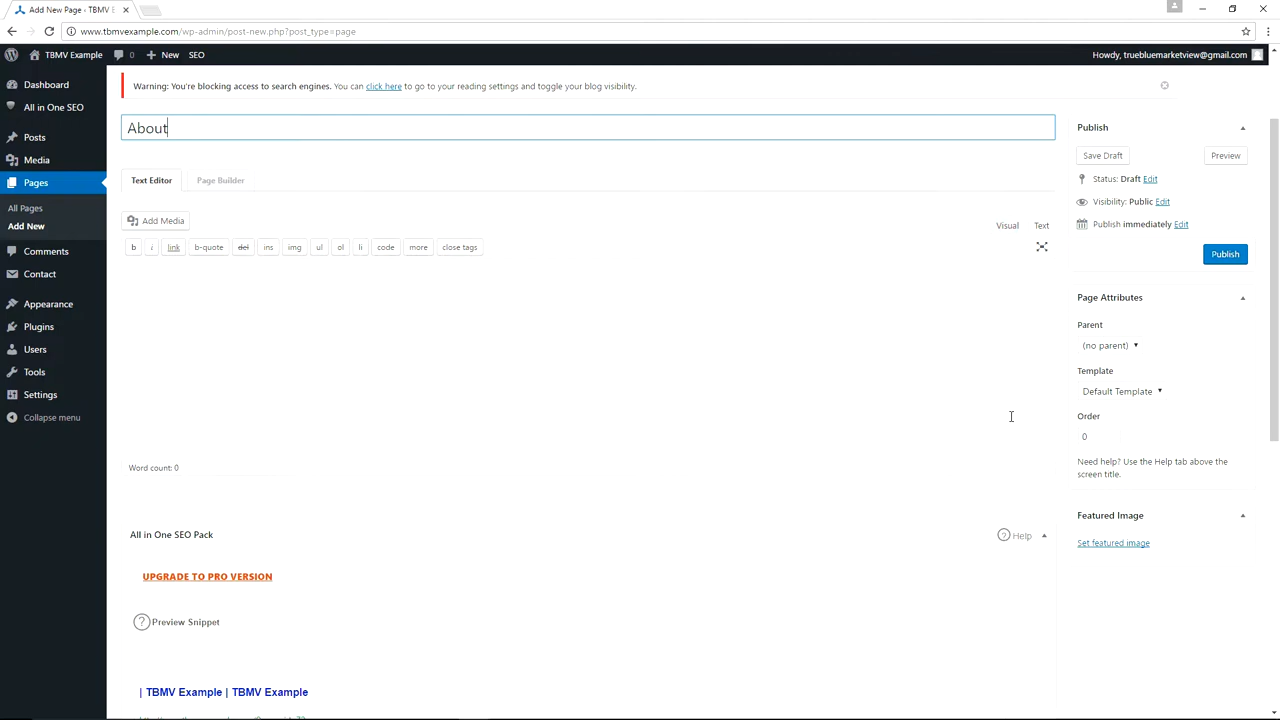 Add New Page ‹ TBMV E
www.tbmvexample.com/wp-admin/post-new.php?post_type=page
TBMV Example 0 New SEO Howdy, truebluemarketview@gmail.com
Dashboard
All in One SEO
Posts
Media
Pages
All Pages
Add New
Comments
Contact
Appearance
Plugins
Users
Tools
Settings
Collapse menu
Warning: You're blocking access to search engines. You can click here to go to your reading settings and toggle your blog visibility.
About
Text Editor Page Builder
Add Media
Visual Text
b i link b-quote del ins img ul ol li code more close tags
Word count: 0
All in One SEO Pack
Help
UPGRADE TO PRO VERSION
Preview Snippet
| TBMV Example | TBMV Example
Publish
Save Draft Preview
Status: Draft Edit
Visibility: Public Edit
Publish immediately Edit
Publish
Page Attributes
Parent
(no parent)
Template
Default Template
Order
0
Need help? Use the Help tab above the
screen title.
Featured Image
Set featured image